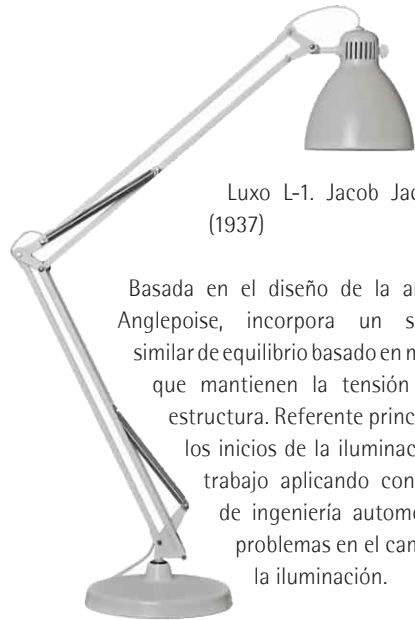 Luxo L-1. Jacob Jac
(1937)
Basada en el diseño de la
Anglepoise, incorpora un
similar de equilibrio basado en
que mantienen la tensión
estructura. Referente
los inicios de la
trabajo aplicando
de ingeniería
problemas en el
la iluminación.